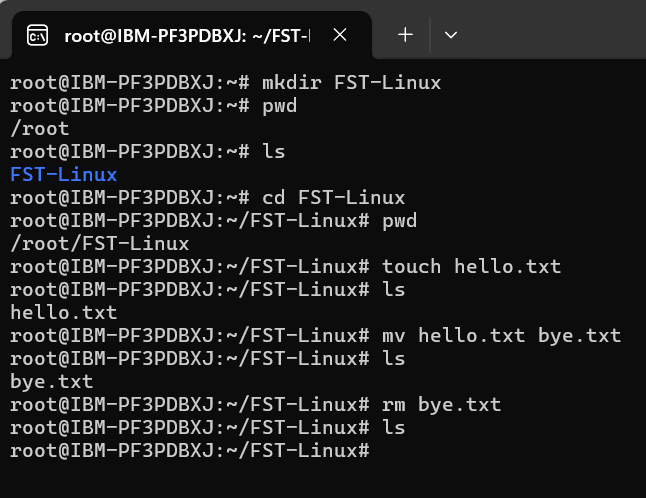 root@IBM-PF3PDBXJ: ~/FST-
root@IBM-PF3PDBXJ:~# mkdir FST-Linux
root@IBM-PF3PDBXJ:~# pwd
/root
root@IBM-PF3PDBXJ:~# ls
FST-Linux
root@IBM-PF3PDBXJ:~# cd FST-Linux
root@IBM-PF3PDBXJ:~/FST-Linux# pwd
/root/FST-Linux
root@IBM-PF3PDBXJ:~/FST-Linux# touch hello.txt
root@IBM-PF3PDBXJ:~/FST-Linux# ls
hello.txt
root@IBM-PF3PDBXJ:~/FST-Linux# mv hello.txt bye.txt
root@IBM-PF3PDBXJ:~/FST-Linux# ls
bye.txt
root@IBM-PF3PDBXJ:~/FST-Linux# rm bye.txt
root@IBM-PF3PDBXJ:~/FST-Linux# ls
root@IBM-PF3PDBXJ:~/FST-Linux#